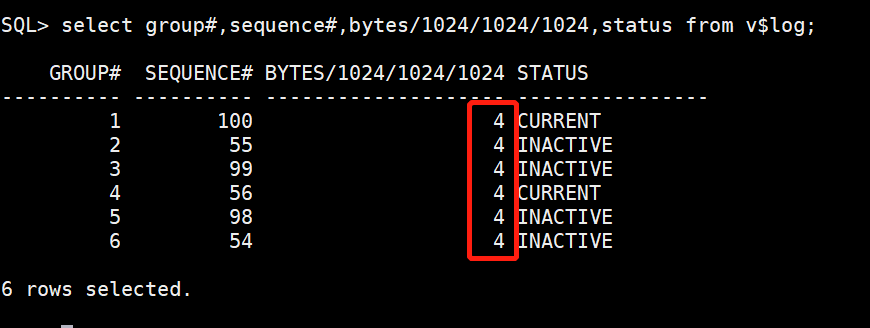 SQL> select group#,sequence#,bytes/1024/1024/1024,status from v$log;
GROUP# SEQUENCE# BYTES/1024/1024/1024 STATUS
---------- ---------- -------------------- ----------------
1 100 4 CURRENT
2 55 4 INACTIVE
3 99 4 INACTIVE
4 56 4 CURRENT
5 98 4 INACTIVE
6 54 4 INACTIVE
6 rows selected.